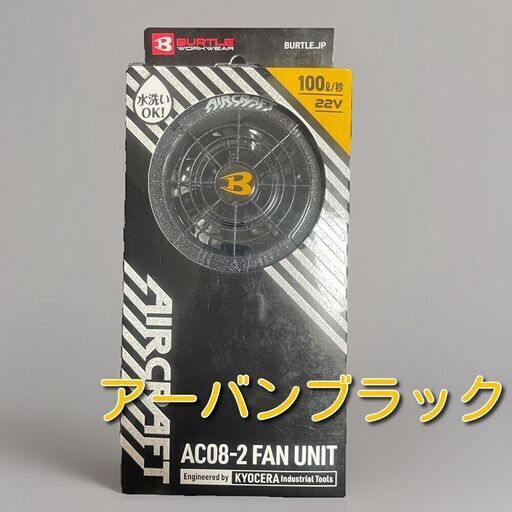 BURTLE
WORKWEAR
BURTLE.JP
100ℓ/秒
22V
水洗い
OK!
AIRCRAFT
B
AIRCRAFT
アーバンブラック
AC08-2 FAN UNIT
Engineered by KYOCERA Industrial Tools